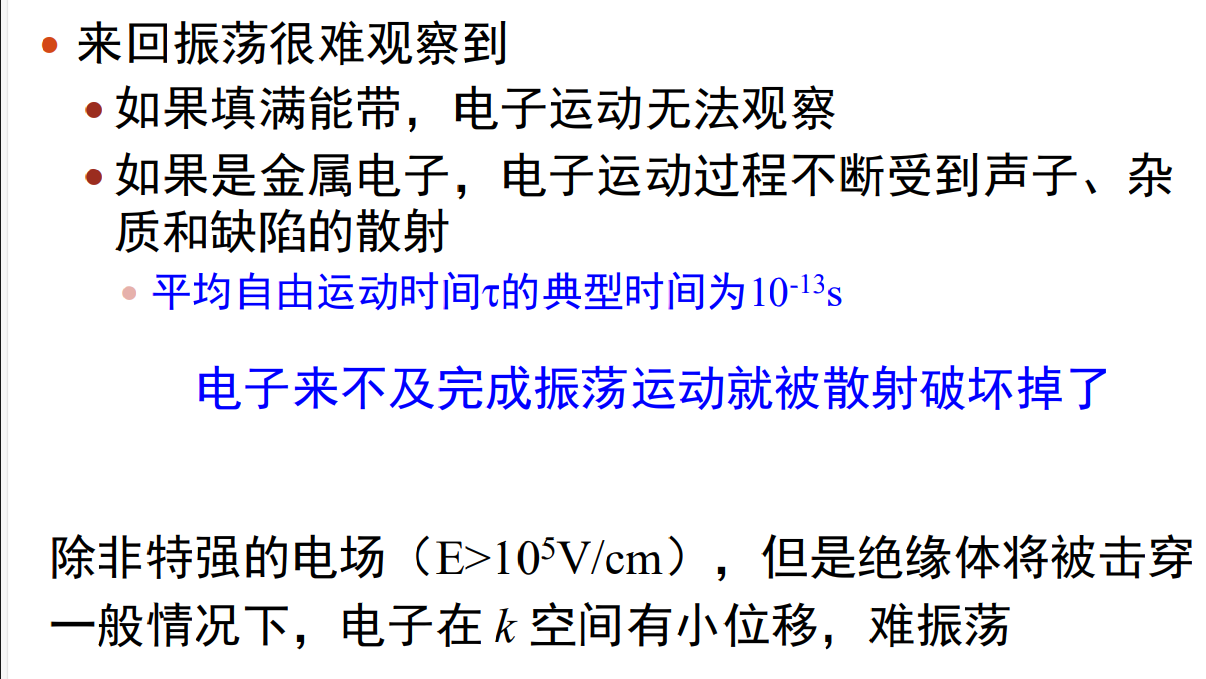 来回振荡很难观察到
如果填满能带，电子运动无法观察
如果是金属电子，电子运动过程不断受到声子、杂
质和缺陷的散射
平均自由运动时间τ的典型时间为10⁻¹³s
电子来不及完成振荡运动就被散射破坏掉了
除非特强的电场（E>10⁵V/cm），但是绝缘体将被击穿
一般情况下，电子在 k 空间有小位移，难振荡